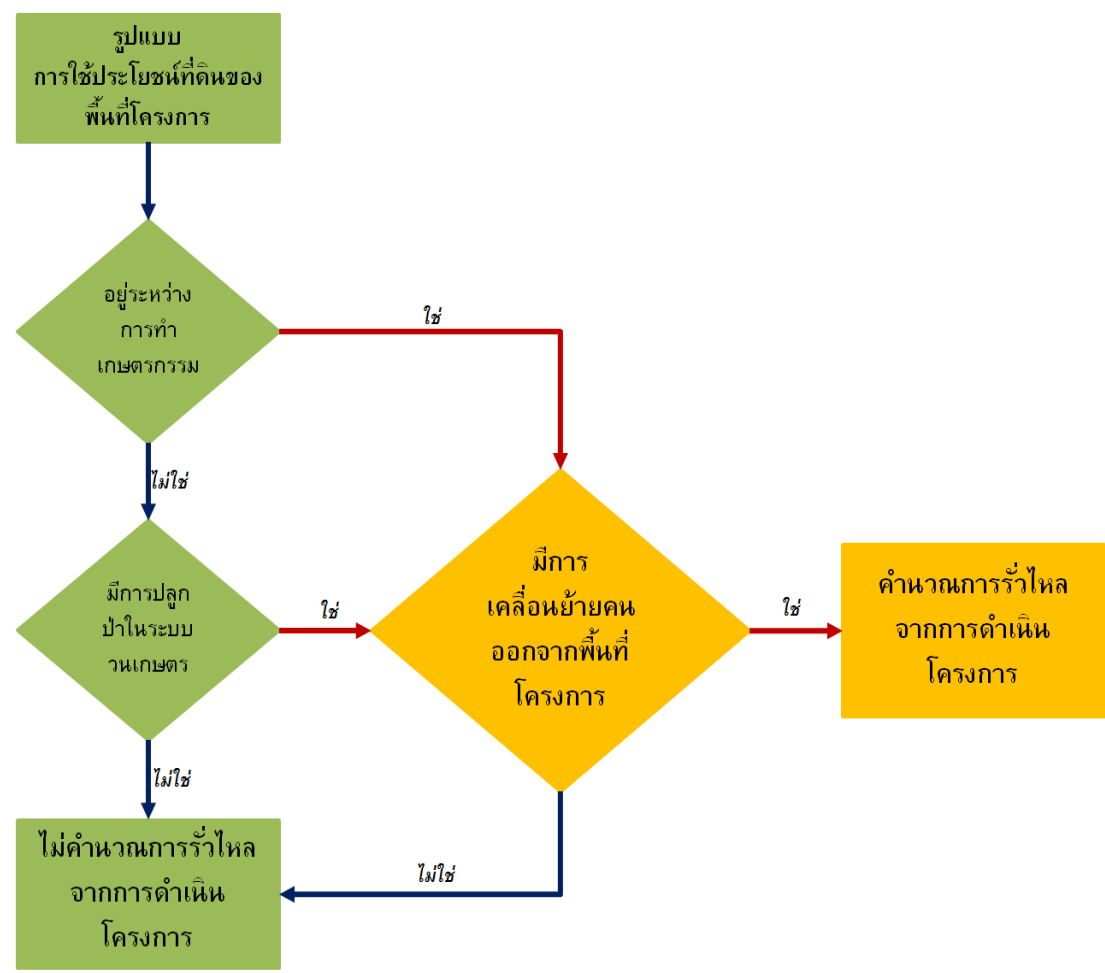 รูปแบบ
การใช้ประโยชน์ที่ดินของ
พื้นที่โครงการ
อยู่ระหว่าง
การทำ
เกษตรกรรม
ใช่
ไม่ใช่
มีการปลูก
ป่าในระบบ
วนเกษตร
ใช่
มีการ
เคลื่อนย้ายคน
ออกจากพื้นที่
โครงการ
ใช่
คำนวณการรั่วไหล
จากการดำเนิน
โครงการ
ไม่ใช่
ไม่คำนวณการรั่วไหล
จากการดำเนิน
โครงการ
ไม่ใช่